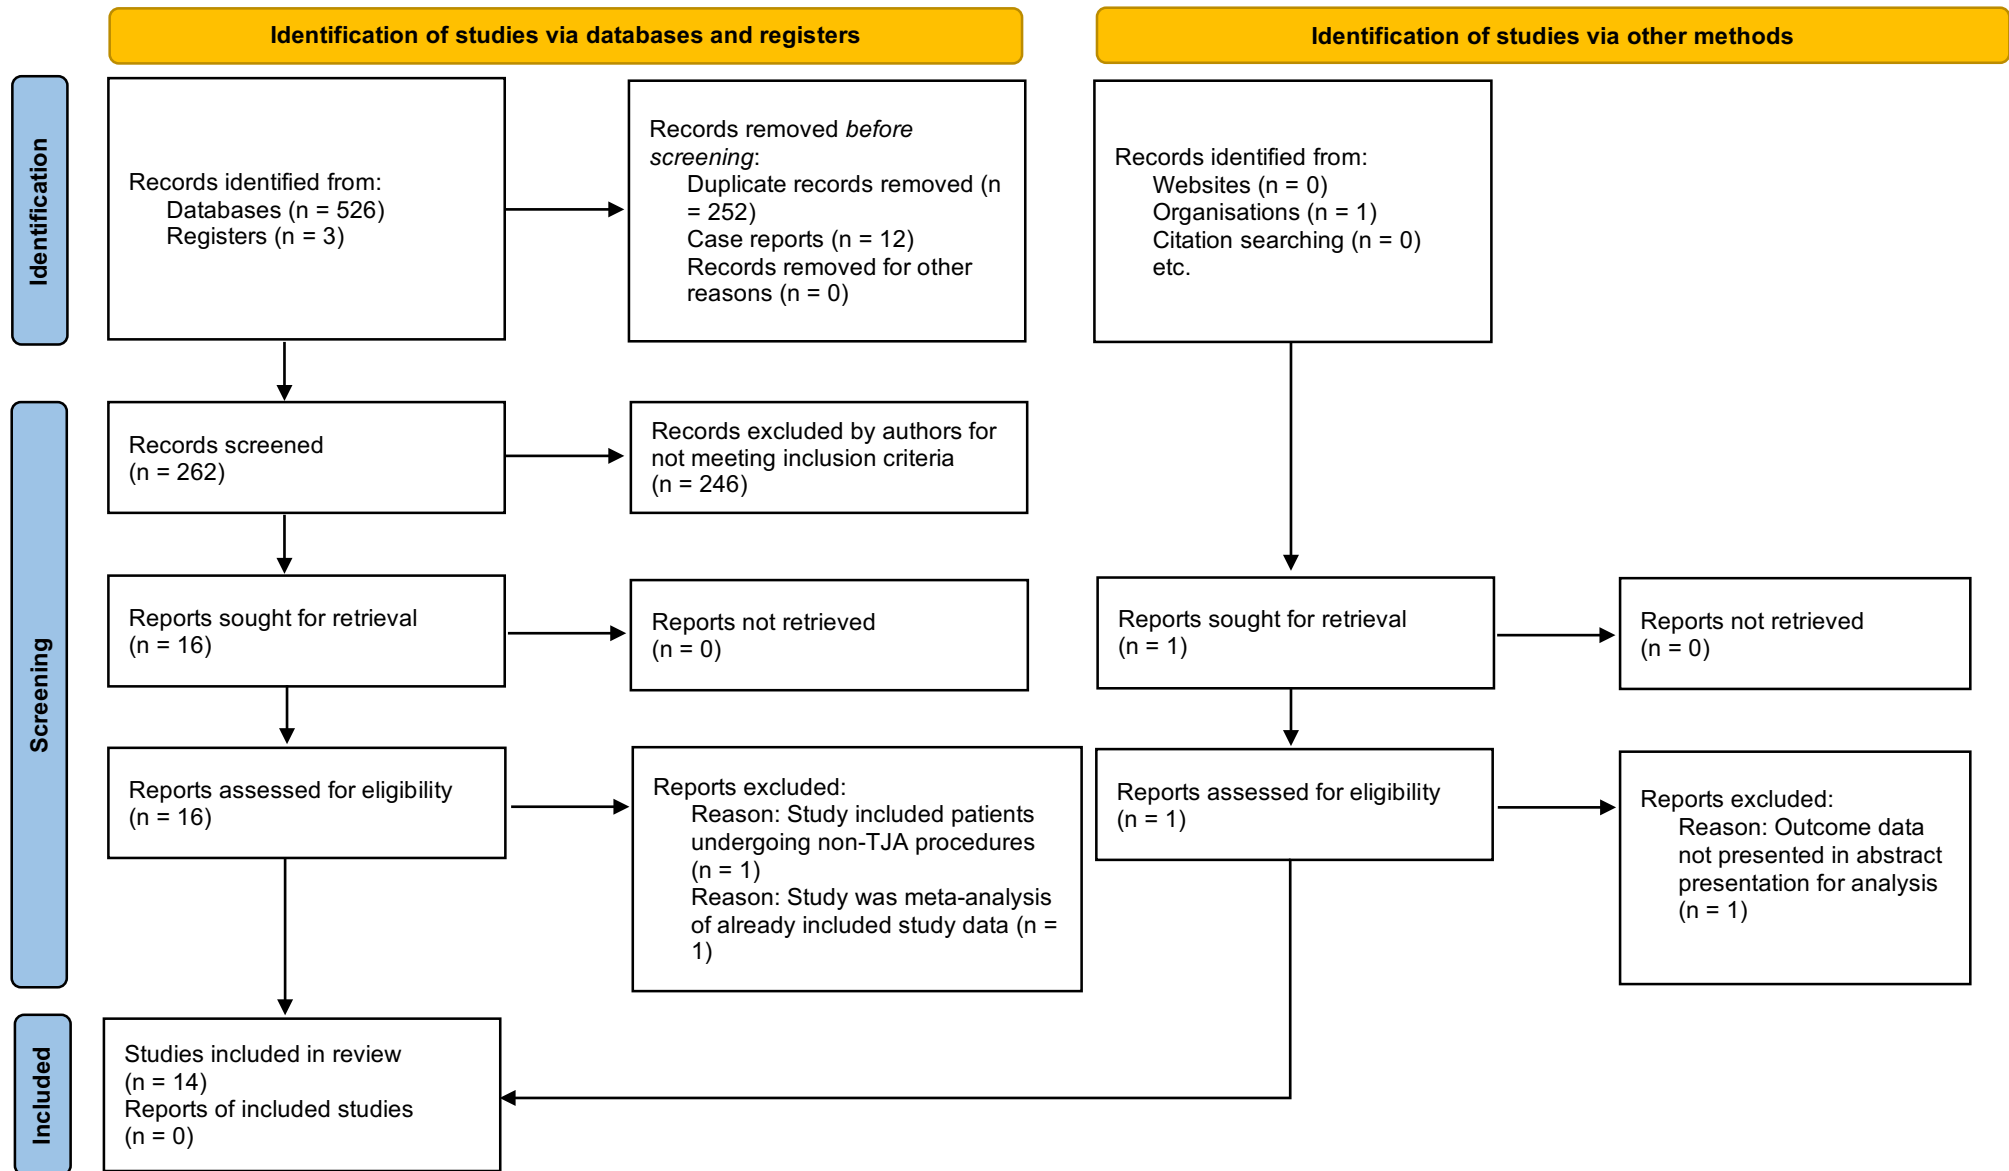 Identification of studies via databases and registers
Identification of studies via other methods
Identification
Records identified from:
Databases (n = 526)
Registers (n = 3)
Records removed before
screening:
Duplicate records removed (n
= 252)
Case reports (n = 12)
Records removed for other
reasons (n = 0)
Records identified from:
Websites (n = 0)
Organisations (n = 1)
Citation searching (n = 0)
etc.
Screening
Records screened
(n = 262)
Records excluded by authors for
not meeting inclusion criteria
(n = 246)
Reports sought for retrieval
(n = 16)
Reports not retrieved
(n = 0)
Reports sought for retrieval
(n = 1)
Reports not retrieved
(n = 0)
Reports assessed for eligibility
(n = 16)
Reports excluded:
Reason: Study included patients
undergoing non-TJA procedures
(n = 1)
Reason: Study was meta-analysis
of already included study data (n =
1)
Reports assessed for eligibility
(n = 1)
Reports excluded:
Reason: Outcome data
not presented in abstract
presentation for analysis
(n = 1)
Included
Studies included in review
(n = 14)
Reports of included studies
(n = 0)